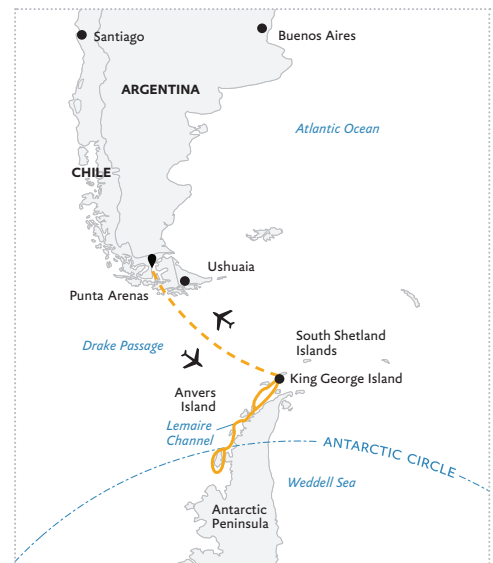 Santiago
Buenos Aires
ARGENTINA
Atlantic Ocean
CHILE
Ushuaia
Punta Arenas
Drake Passage
South Shetland
Islands
King George Island
Anvers
Island
Lemaire
Channel
ANTARCTIC CIRCLE
Weddell Sea
Antarctic
Peninsula